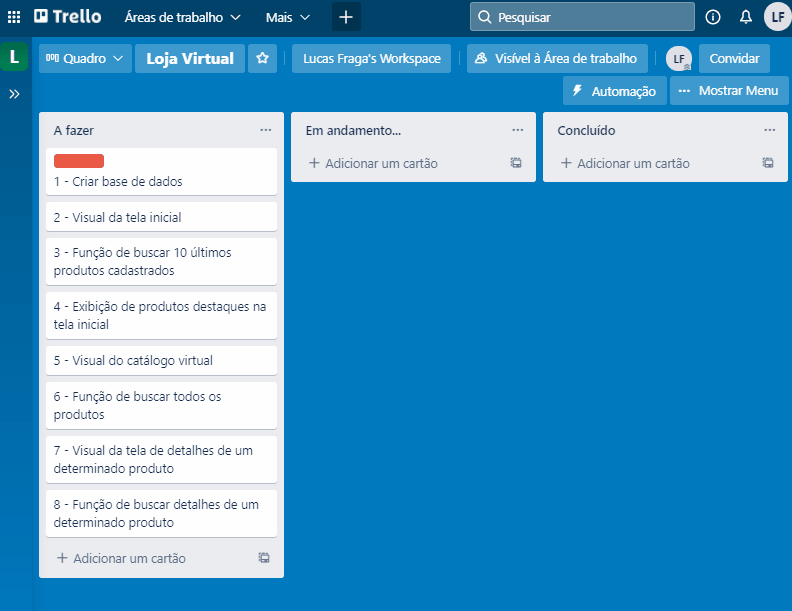 Trello Áreas de trabalho Mais Pesquisar LF
L Quadro Loja Virtual Lucas Fraga's Workspace Visível à Área de trabalho LF Convidar
Automação Mostrar Menu
A fazer
1 - Criar base de dados
2 - Visual da tela inicial
3 - Função de buscar 10 últimos
produtos cadastrados
4 - Exibição de produtos destaques na
tela inicial
5 - Visual do catálogo virtual
6 - Função de buscar todos os
produtos
7 - Visual da tela de detalhes de um
determinado produto
8 - Função de buscar detalhes de um
determinado produto
Adicionar um cartão
Em andamento...
Adicionar um cartão
Concluído
Adicionar um cartão